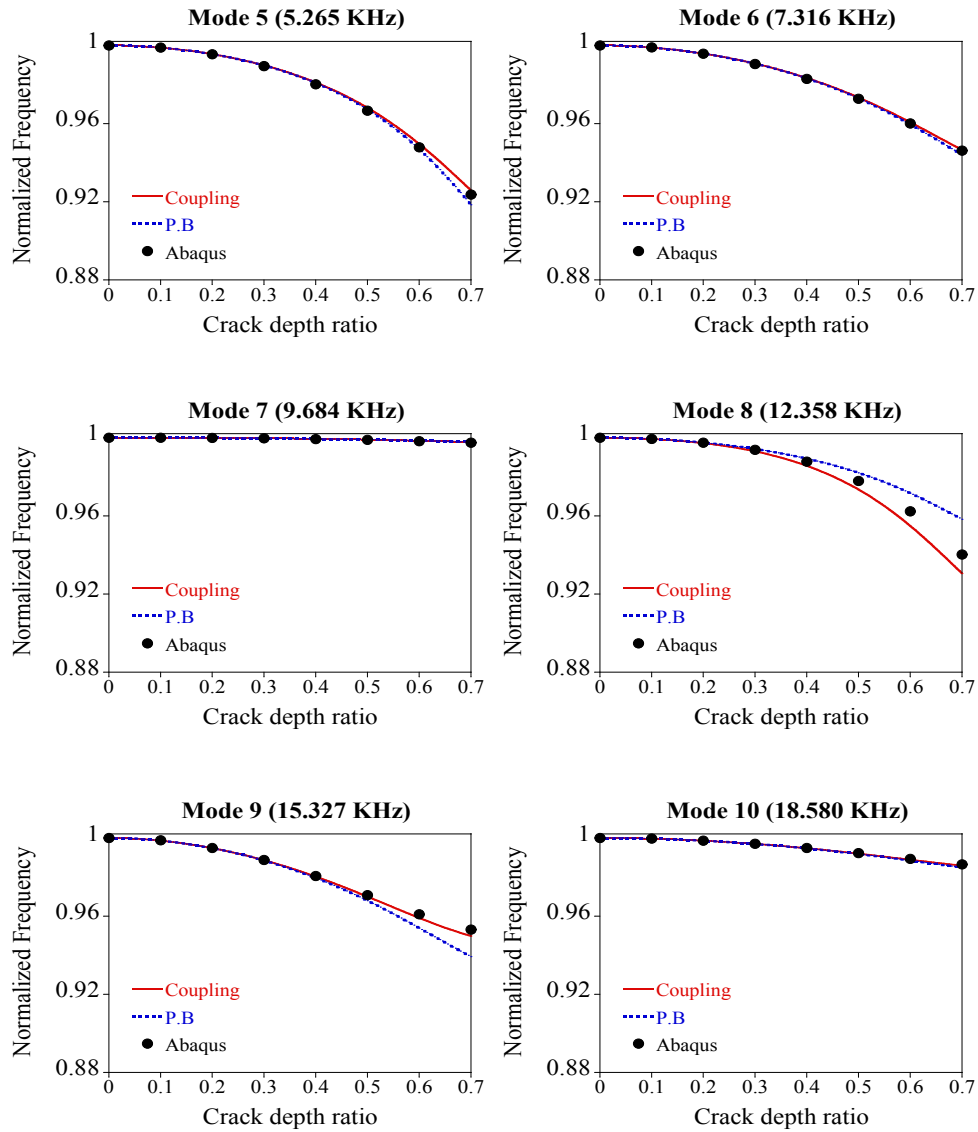 Mode 5 (5.265 KHz)
Normalized Frequency
1
0.96
0.92
0.88
Coupling
P.B
Abaqus
0 0.1 0.2 0.3 0.4 0.5 0.6 0.7
Crack depth ratio
Mode 6 (7.316 KHz)
Normalized Frequency
1
0.96
0.92
0.88
Coupling
P.B
Abaqus
0 0.1 0.2 0.3 0.4 0.5 0.6 0.7
Crack depth ratio
Mode 7 (9.684 KHz)
Normalized Frequency
1
0.96
0.92
0.88
Coupling
P.B
Abaqus
0 0.1 0.2 0.3 0.4 0.5 0.6 0.7
Crack depth ratio
Mode 8 (12.358 KHz)
Normalized Frequency
1
0.96
0.92
0.88
Coupling
P.B
Abaqus
0 0.1 0.2 0.3 0.4 0.5 0.6 0.7
Crack depth ratio
Mode 9 (15.327 KHz)
Normalized Frequency
1
0.96
0.92
0.88
Coupling
P.B
Abaqus
0 0.1 0.2 0.3 0.4 0.5 0.6 0.7
Crack depth ratio
Mode 10 (18.580 KHz)
Normalized Frequency
1
0.96
0.92
0.88
Coupling
P.B
Abaqus
0 0.1 0.2 0.3 0.4 0.5 0.6 0.7
Crack depth ratio